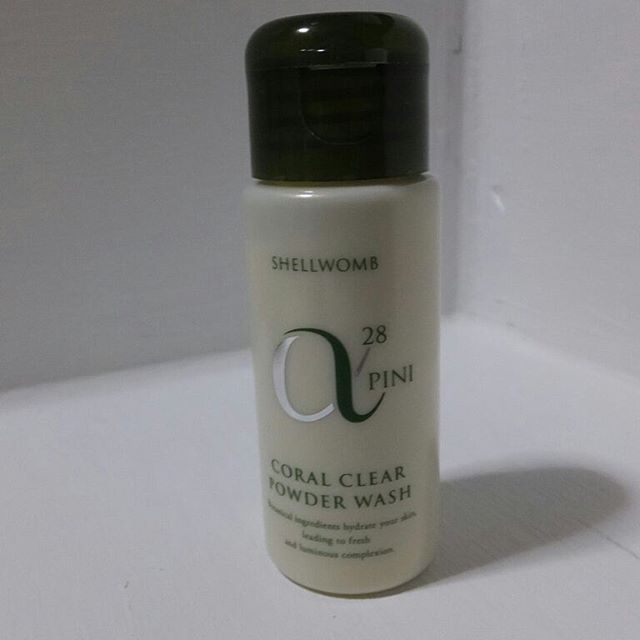 SHELLWOMB
α 28
PINI
CORAL CLEAR
POWDER WASH
Botanical ingredients hydrate your skin,
leading to fresh
and luminous complexion.